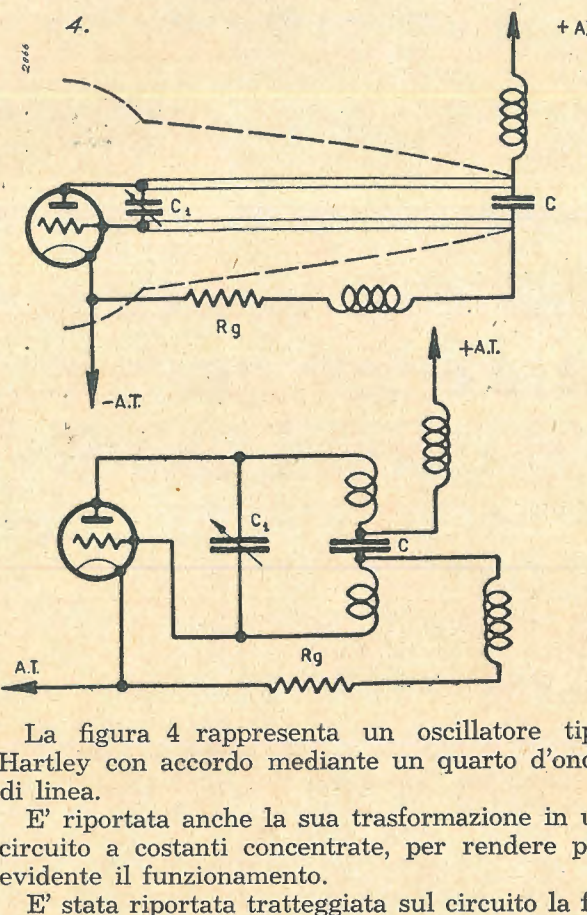 4.
2066
+ A.
C₁
C
Rg
-A.T.
+A.T.
C₁
C
Rg
A.T.
La figura 4 rappresenta un oscillatore tip
Hartley con accordo mediante un quarto d'ond
di linea.
E' riportata anche la sua trasformazione in u
circuito a costanti concentrate, per rendere p
evidente il funzionamento.
E' stata riportata tratteggiata sul circuito la